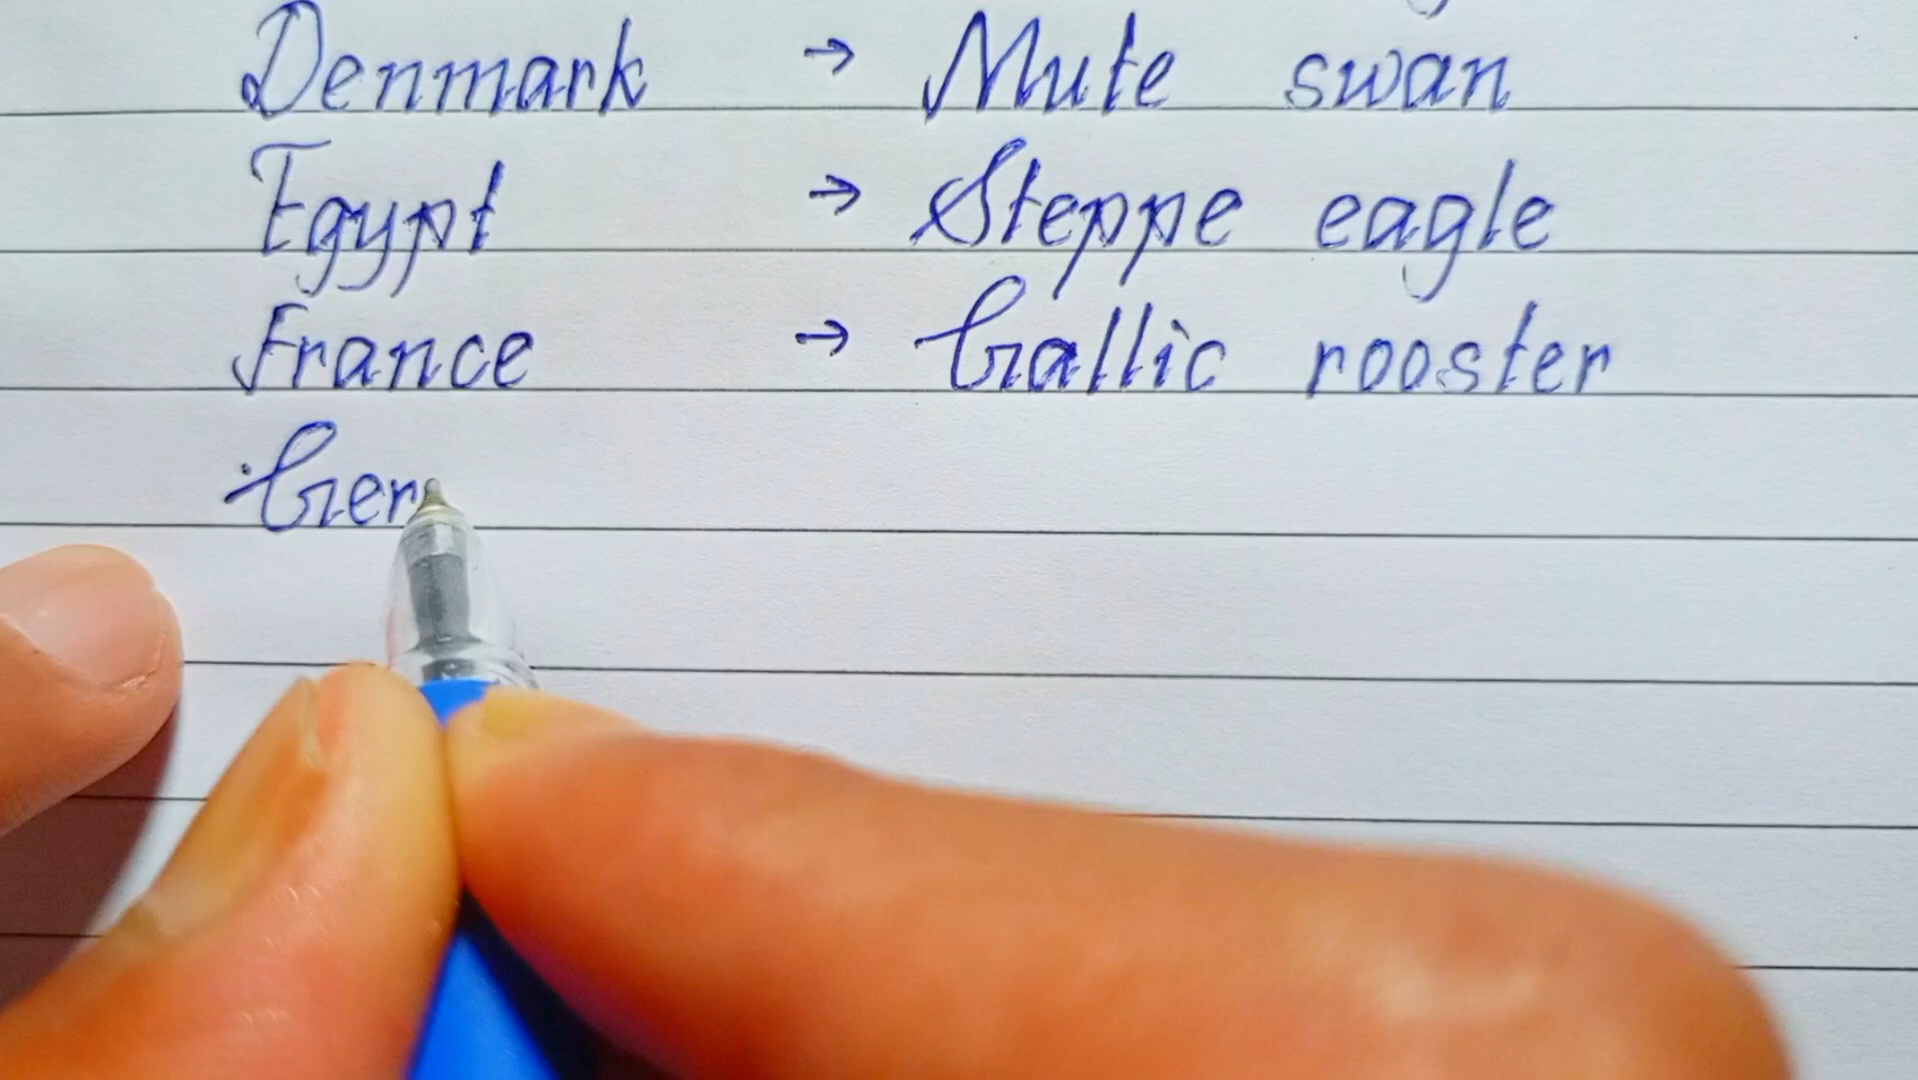 Denmark → Mute swan
Egypt → Steppe eagle
France → Gallic rooster
Ger